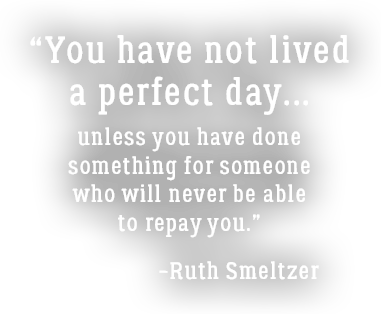 “You have not lived
a perfect day...
unless you have done
something for someone
who will never be able
to repay you.”
-Ruth Smeltzer